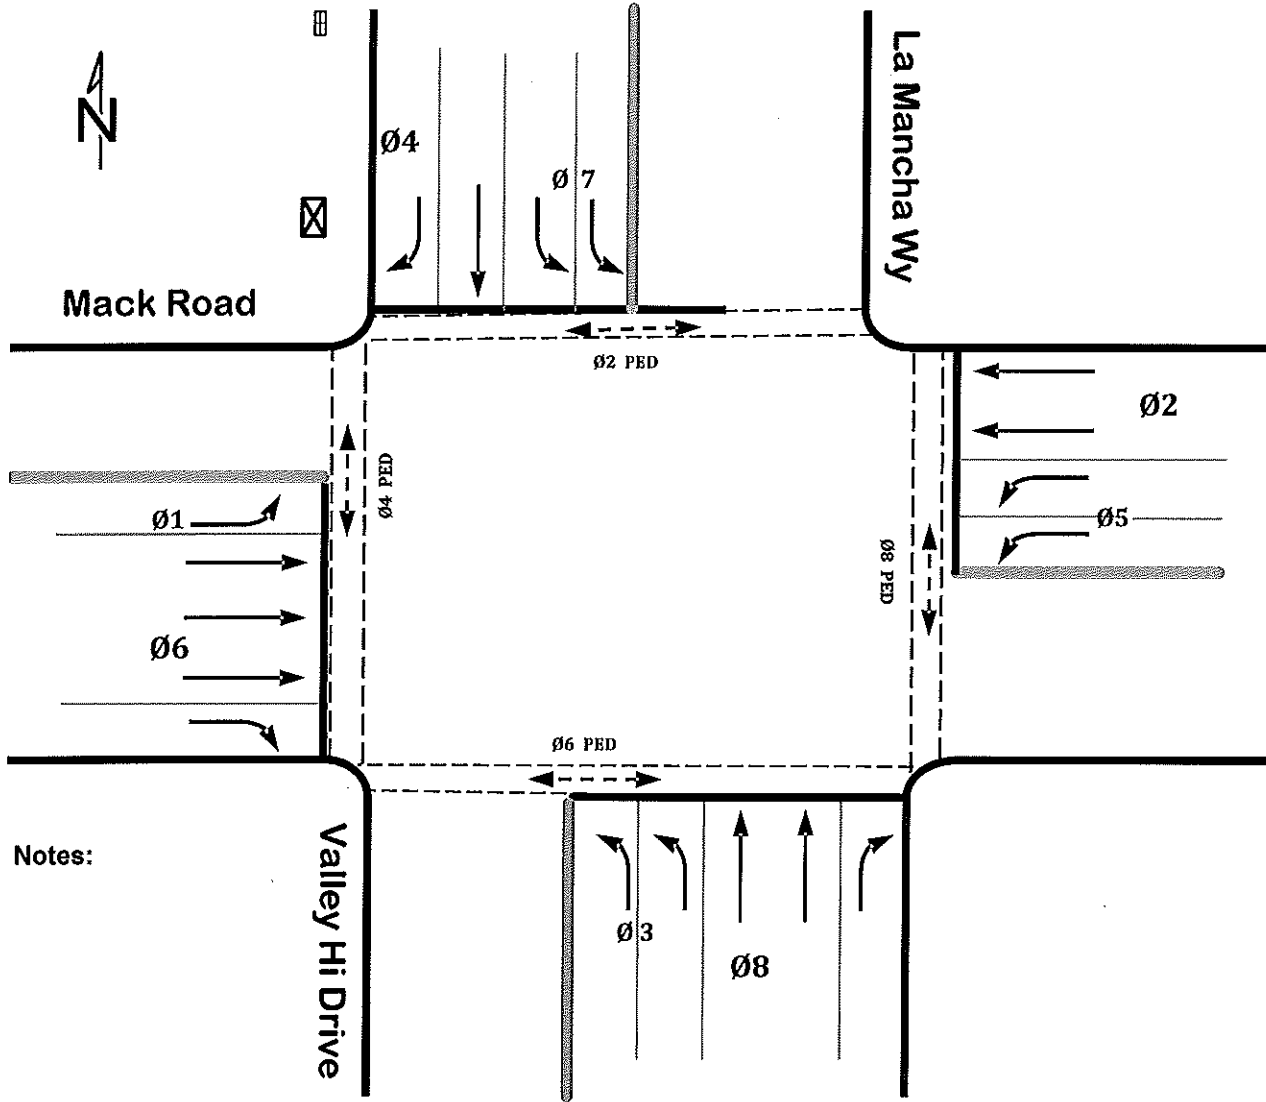 La Mancha Wy
Ø4
Ø 7
N
Mack Road
Ø2 PED
Ø2
Ø4 PED
Ø1
Ø5
Ø8 PED
Ø6
Ø6 PED
Notes:
Valley Hi Drive
Ø3
Ø8